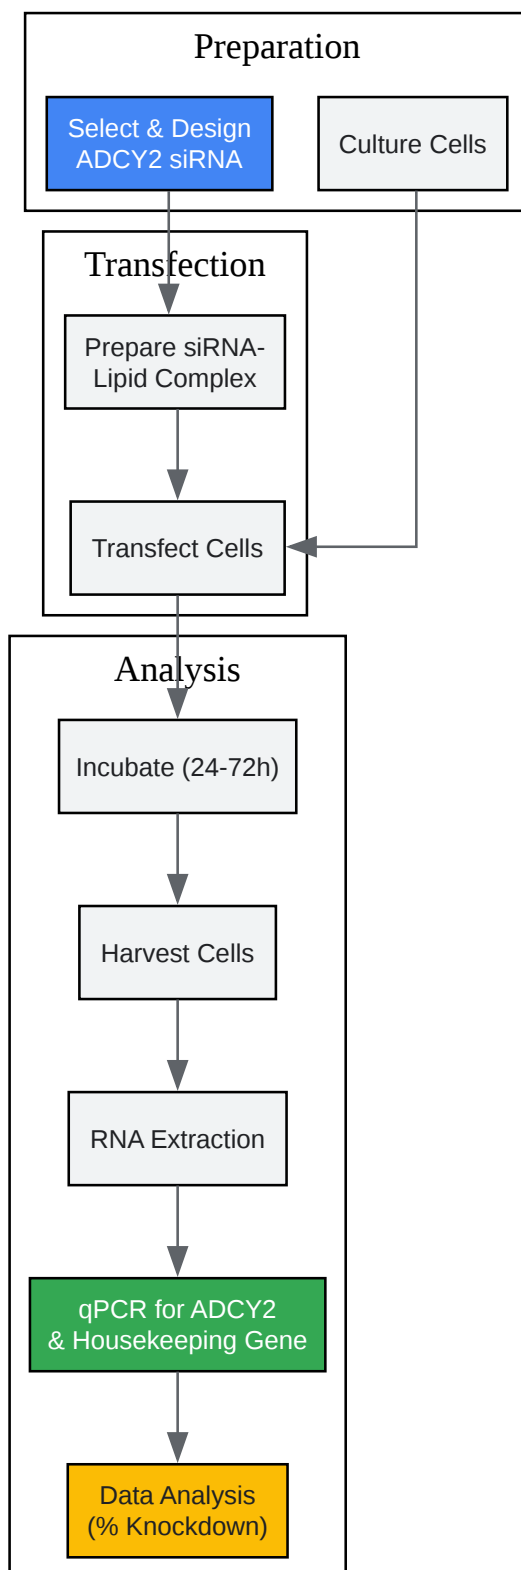 Preparation
Select & Design
ADCY2 siRNA
Culture Cells
Transfection
Prepare siRNA-
Lipid Complex
Transfect Cells
Analysis
Incubate (24-72h)
Harvest Cells
RNA Extraction
qPCR for ADCY2
& Housekeeping Gene
Data Analysis
(% Knockdown)